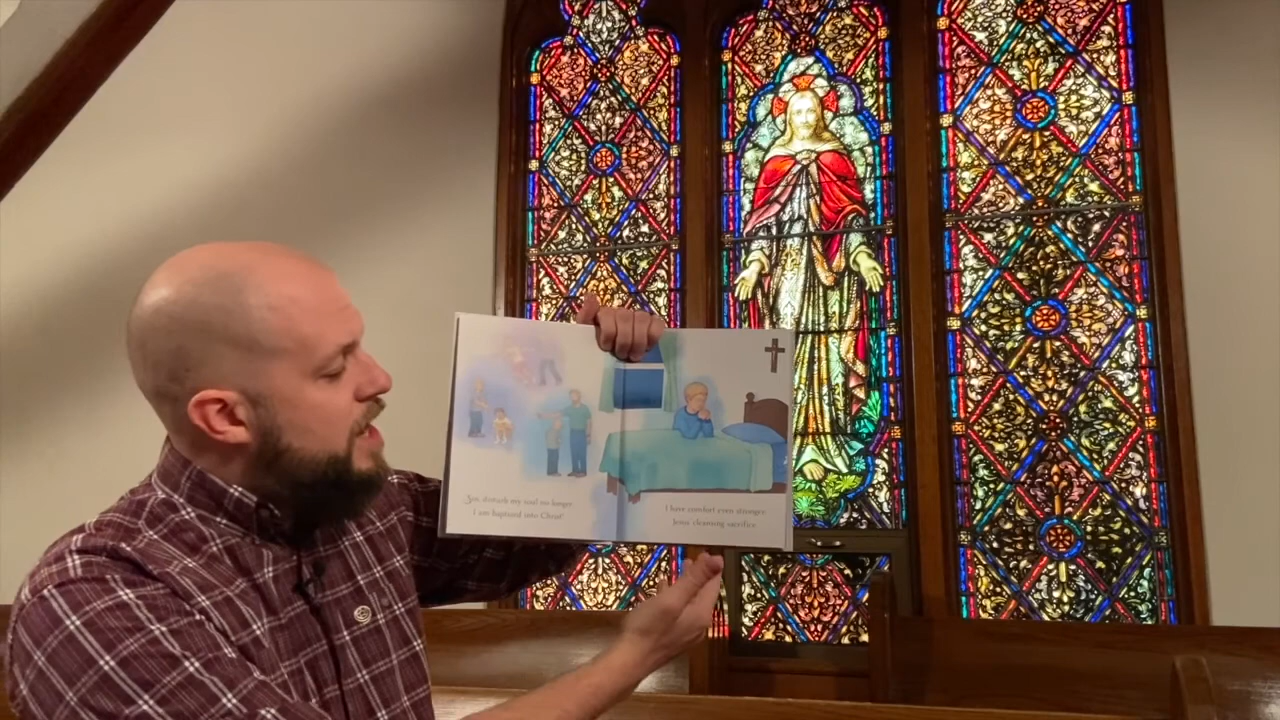 "Sin, disturb my soul no longer
I am baptized into Christ"
I have comfort even stronger
Jesus' cleansing sacrifice.